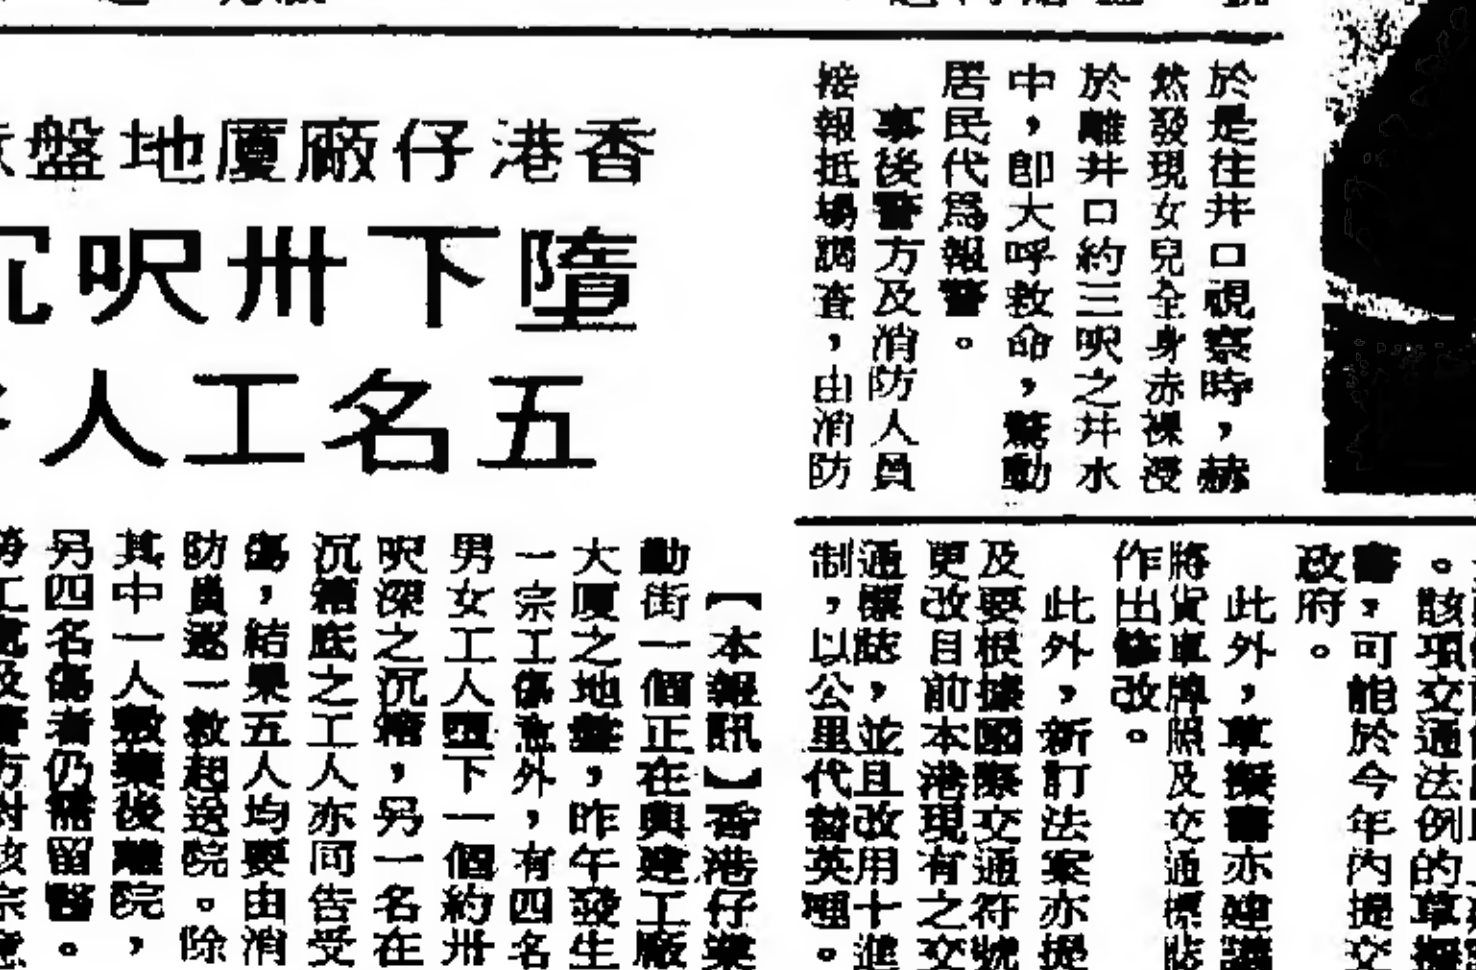 於是往井口視察時，赫
然發現女兒全身赤裸浸
於離井口約三呎之井水
中，即大呼救命，驚動
居民代爲報警。
事後警方及消防人員
接報抵場調査，由消防
香港仔廠廈地盤
墮下卅呎沉
五名工人
【本報訊】香港仔業
勤街一個正在興建工廠
大廈之地盤，昨午發生
一宗工傷意外，有四名
男女工人墮下一個約卅
呎深之沉箱，另一名在
沉箱底之工人亦同告受
傷，結果五人均要由消
防員逐一救起送院。除
其中一人敷藥後離院，
另四名傷者仍需留醫。
。該項交通法例的草擬
書，可能於今年內提交
政府。
此外，草擬書亦建議
將貨車牌照及交通標誌
作出修改。
此外，新訂法案亦提
及要根據國際交通符號
更改目前本港現有之交
通標誌，並且改用十進
制，以公里代替英哩。